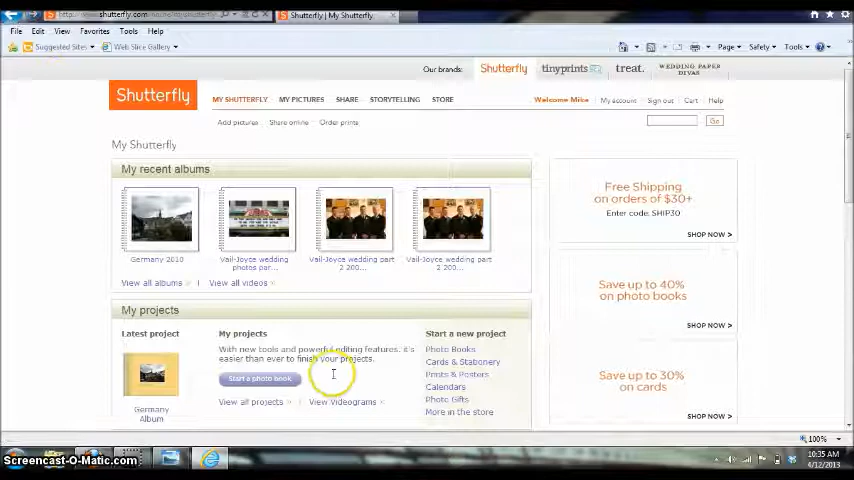 shutterfly.com
Shutterfly | My Shutterfly
File Edit View Favorites Tools Help
Suggested Sites Web Slice Gallery Page Safety Tools
Our brands: Shutterfly tinyprints treat. WEDDING PAPER DIVAS
Shutterfly
MY SHUTTERFLY MY PICTURES SHARE STORYTELLING STORE Welcome Mike My account Sign out Cart Help
Add pictures Share online Order prints Go
My Shutterfly
My recent albums
Germany 2010
Vail-Joyce wedding photos par...
Vail-Joyce wedding part 2 200...
Vail-Joyce wedding part 2 200...
View all albums » | View all videos »
My projects
Latest project
Germany Album
My projects
With new tools and powerful editing features, it's
easier than ever to finish your projects.
Start a photo book
View all projects » | View videograms »
Start a new project
Photo Books
Cards & Stationery
Prints & Posters
Calendars
Photo Gifts
More in the store
Free Shipping
on orders of $30+
Enter code: SHIP30
SHOW NOW >
Save up to 40%
on photo books
SHOP NOW >
Save up to 30%
on cards
SHOP NOW >
100%
Screencast-O-Matic.com
10:35 AM
4/12/2013